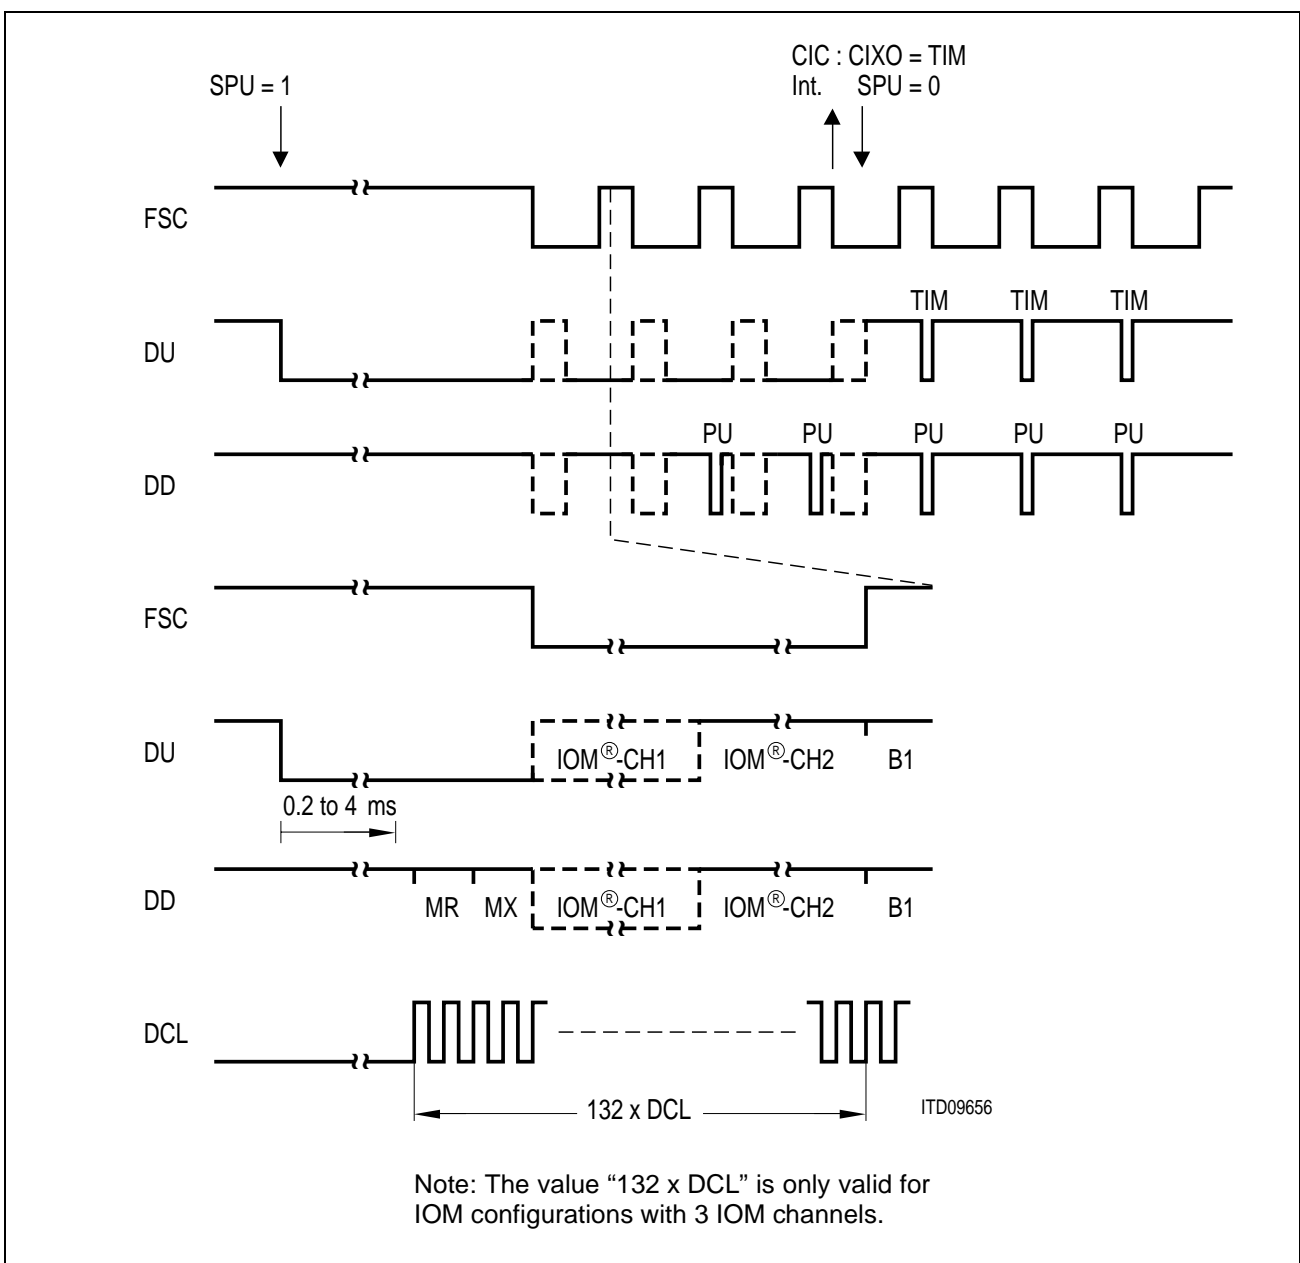 CIC : CIXO = TIM
SPU = 1
Int. SPU = 0
FSC
TIM TIM TIM
DU
PU PU PU PU PU
DD
FSC
DU
IOM®-CH1 IOM®-CH2 B1
0.2 to 4 ms
DD
MR MX IOM®-CH1 IOM®-CH2 B1
DCL
132 x DCL
ITD09656
Note: The value “132 x DCL” is only valid for
IOM configurations with 3 IOM channels.